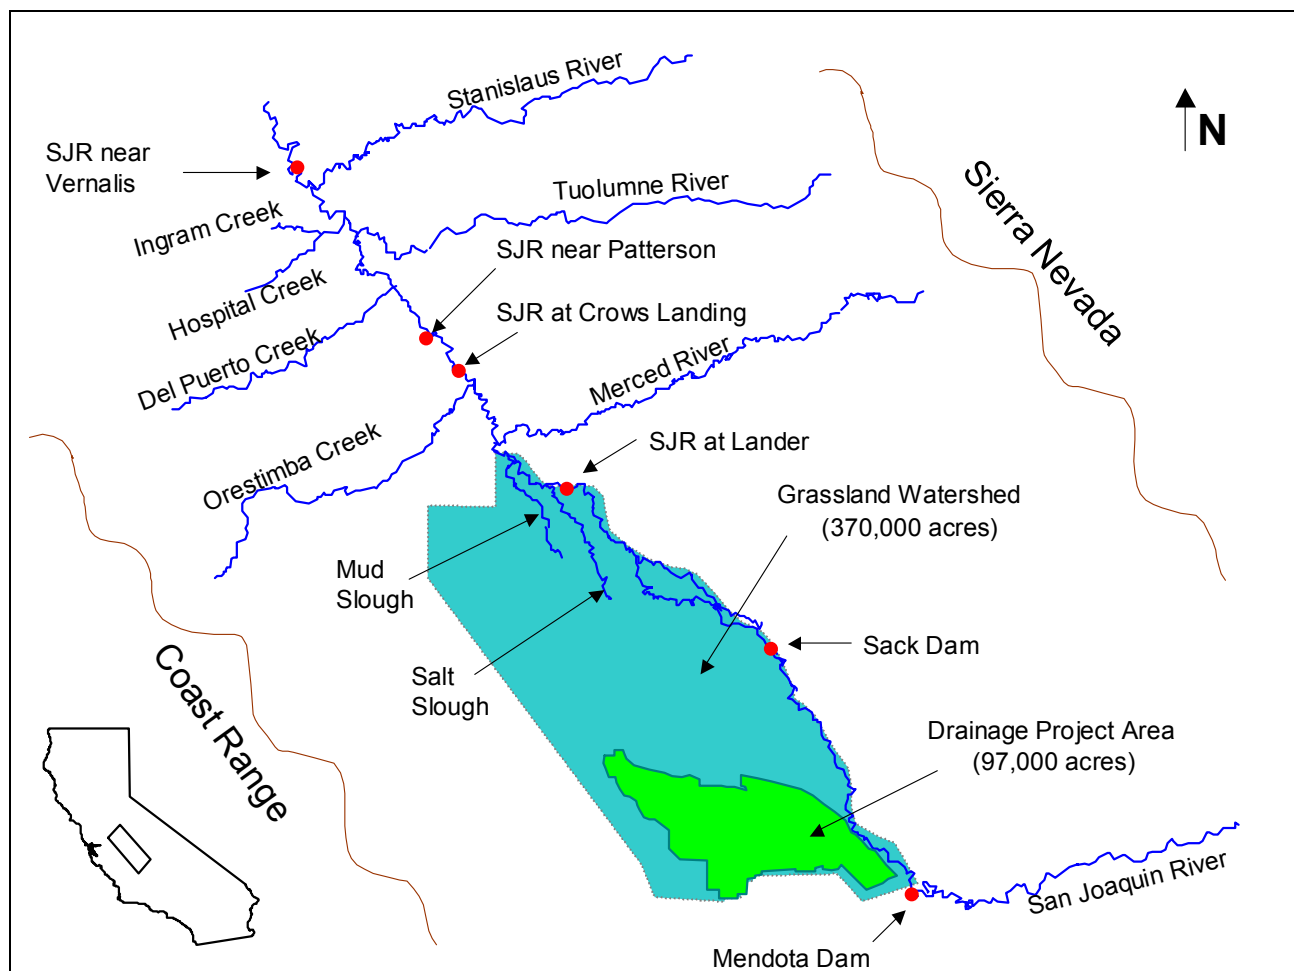 Stanislaus River
N
SJR near
Vernalis
Sierra Nevada
Tuolumne River
Ingram Creek
SJR near Patterson
Hospital Creek
SJR at Crows Landing
Del Puerto Creek
Merced River
SJR at Lander
Orestimba Creek
Grassland Watershed
(370,000 acres)
Mud
Slough
Sack Dam
Salt
Slough
Coast Range
Drainage Project Area
(97,000 acres)
San Joaquin River
Mendota Dam